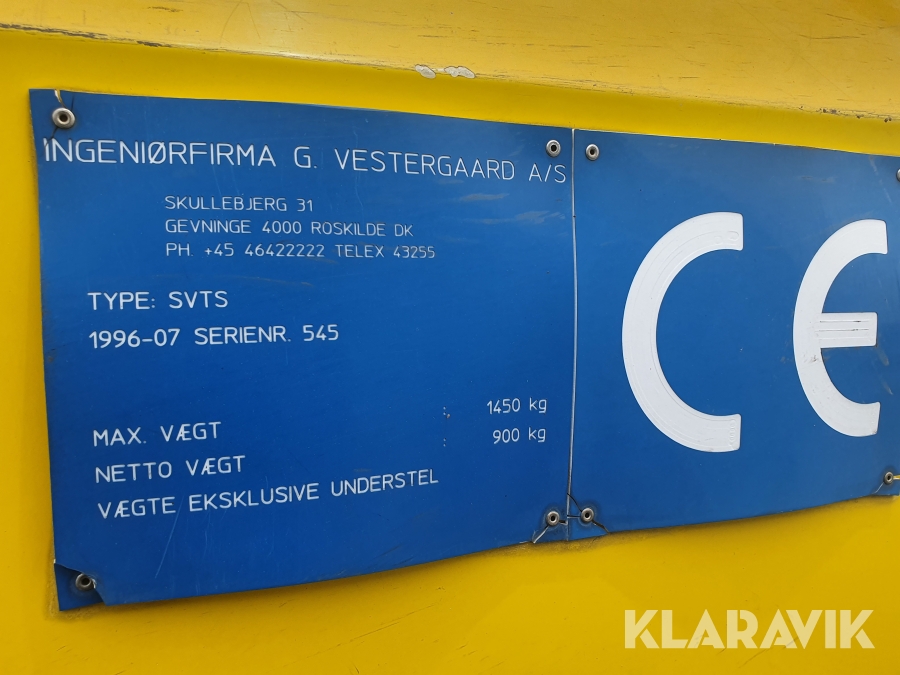 INGENIØRFIRMA G. VESTERGAARD A/S
SKULLEBJERG 31
GEVNINGE 4000 ROSKILDE DK
PH. +45 46422222 TELEX 43255
TYPE: SVTS
1996-07 SERIENR. 545
MAX. VÆGT : 1450 kg
NETTO VÆGT : 900 kg
VÆGTE EKSKLUSIVE UNDERSTEL
CE
KLARAVIK